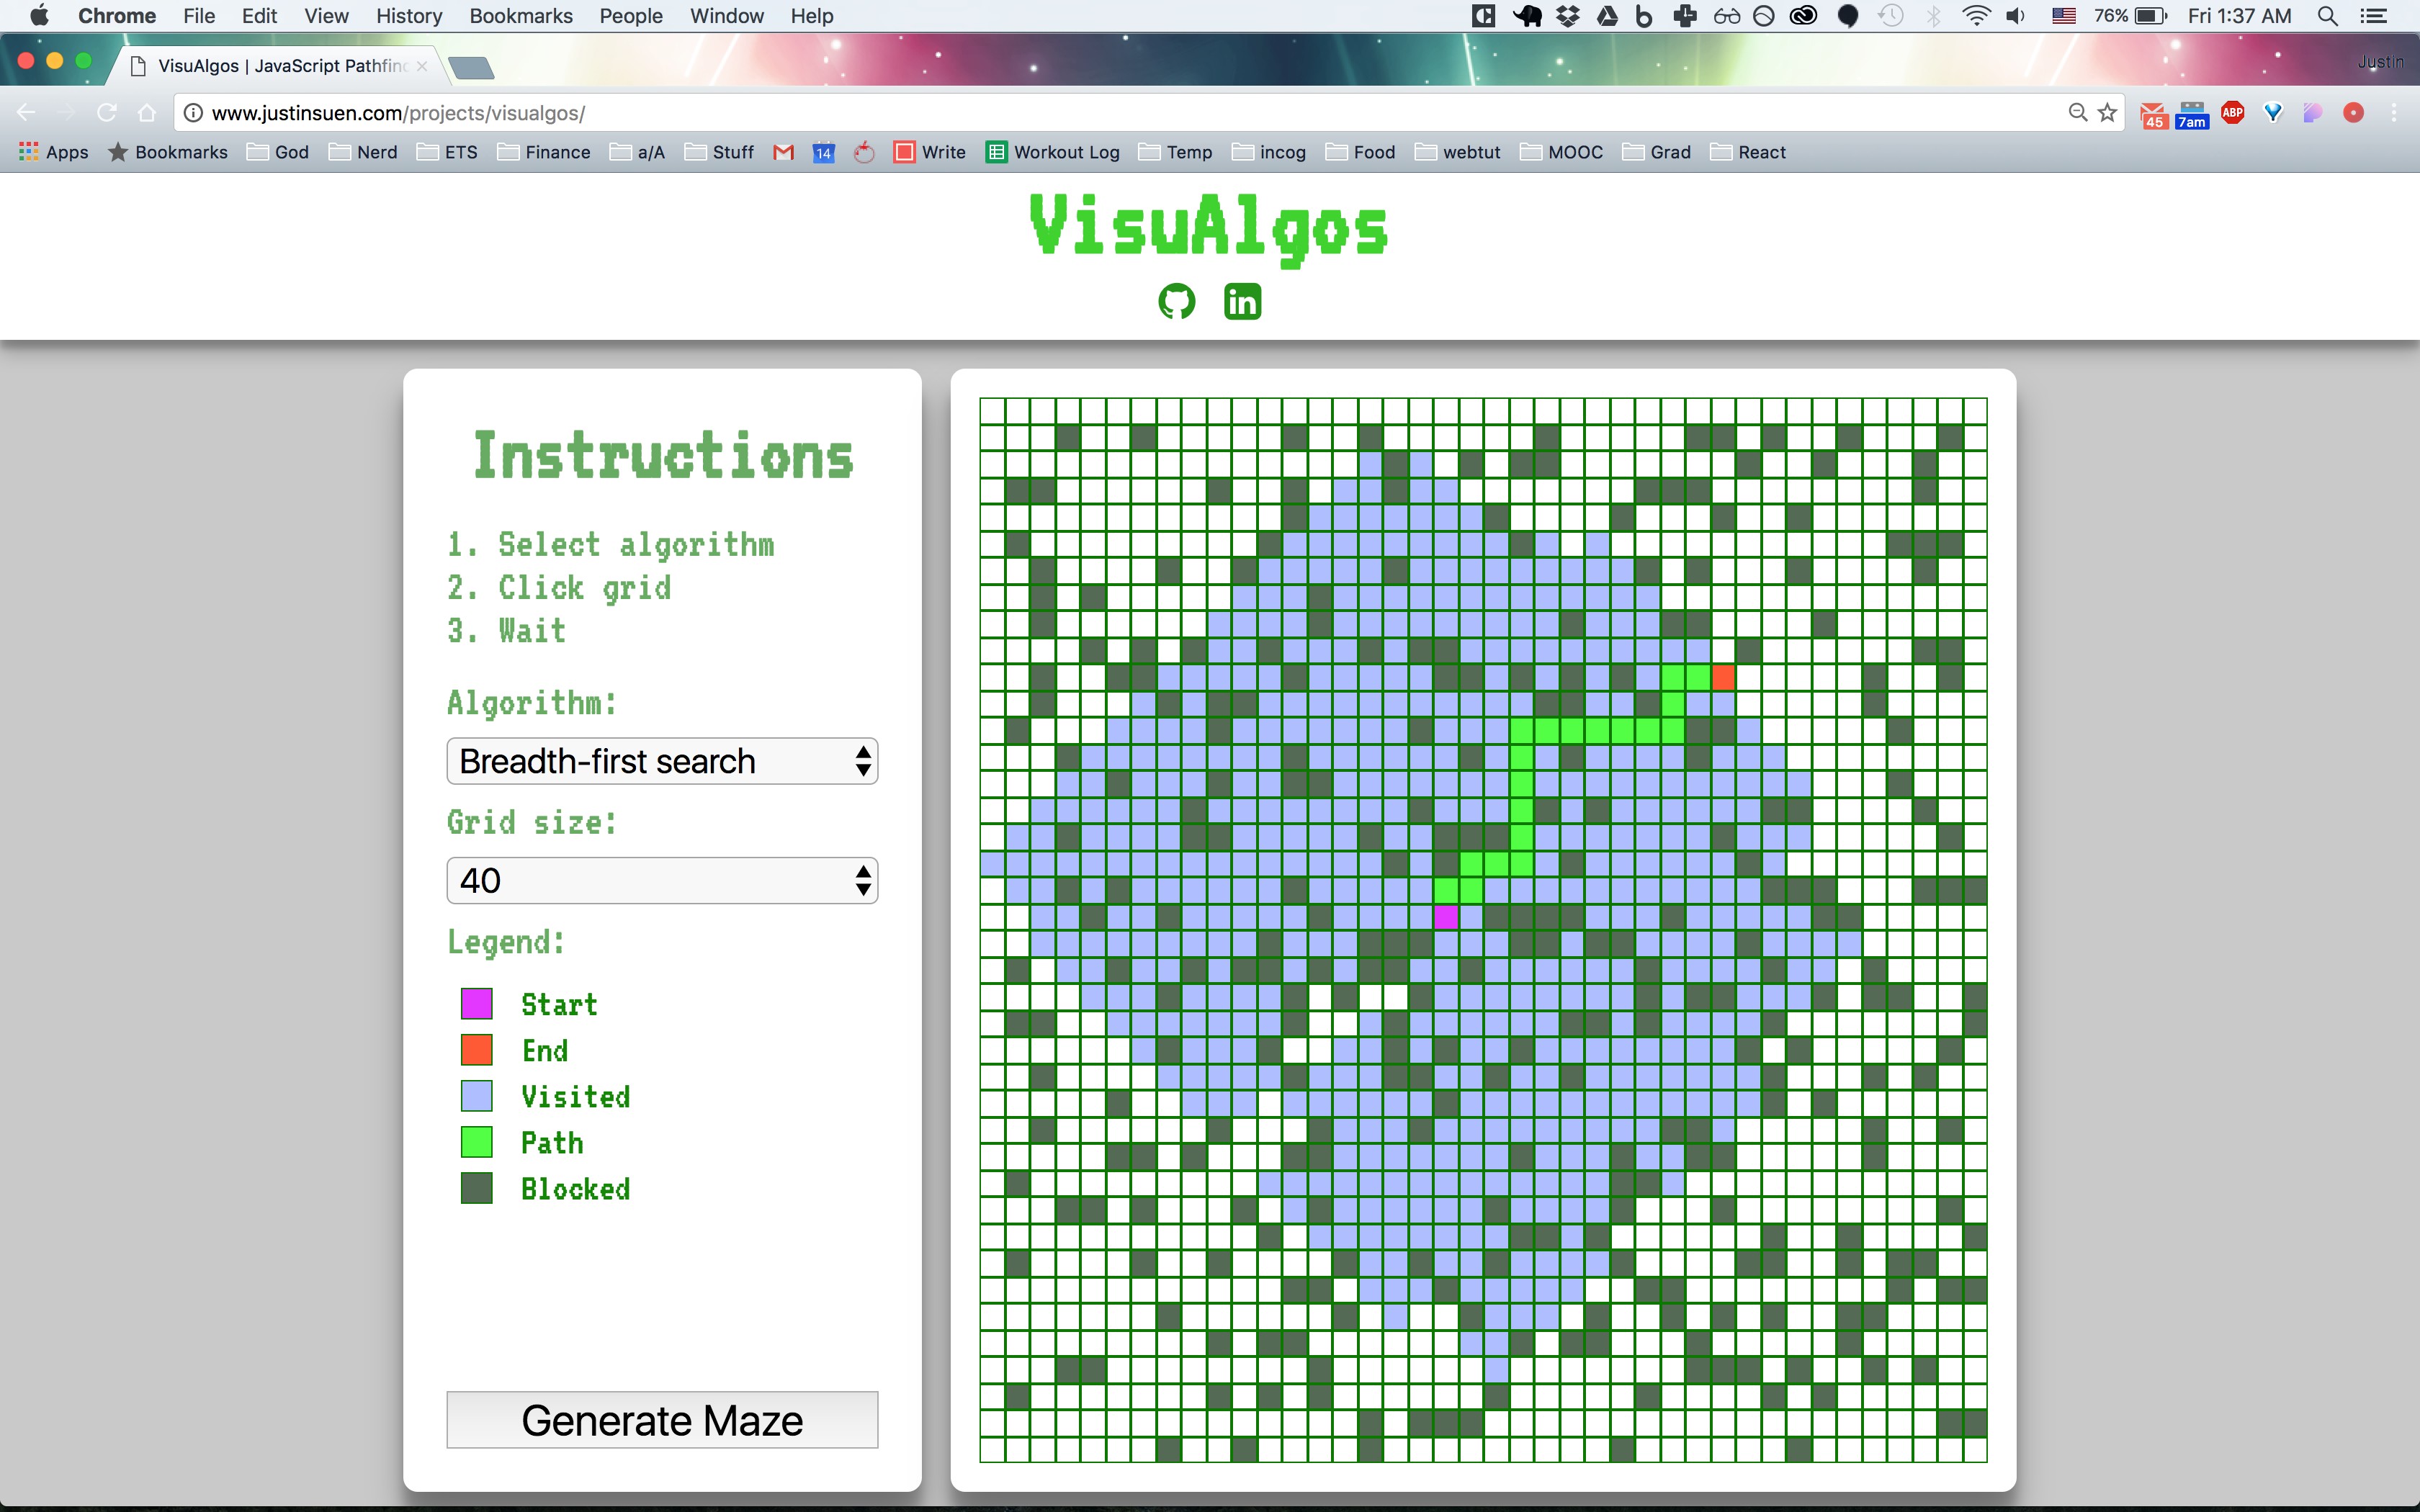 Chrome File Edit View History Bookmarks People Window Help 76% Fri 1:37 AM
VisuAlgos | JavaScript Pathfin Justin
www.justinsuen.com/projects/visualgos/ 45 7am ABP
Apps Bookmarks God Nerd ETS Finance a/A Stuff 14 Write Workout Log Temp incog Food webtut MOOC Grad React
VisuAlgos
in
Instructions
1. Select algorithm
2. Click grid
3. Wait
Algorithm:
Breadth-first search
Grid size:
40
Legend:
Start
End
Visited
Path
Blocked
Generate Maze